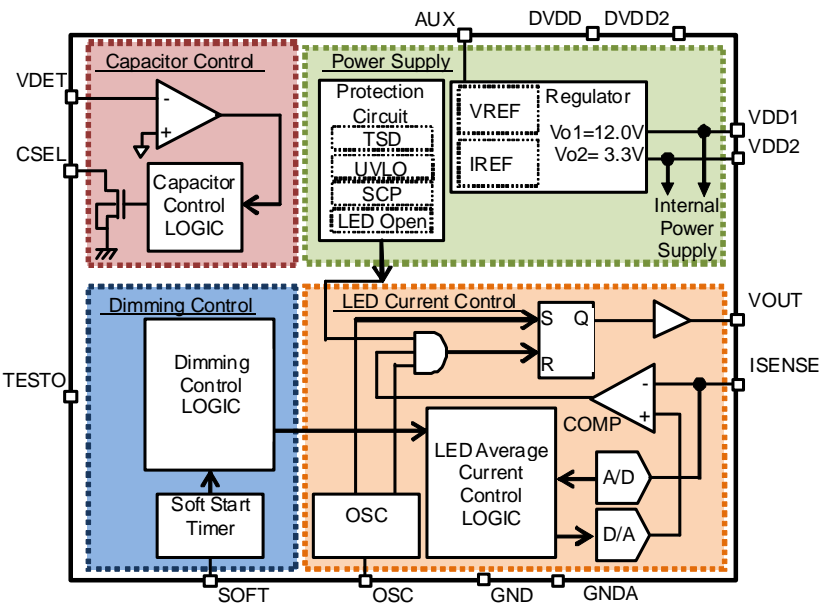 AUX
DVDD
DVDD2
Capacitor Control
Power Supply
VDET
-
+
CSEL
Capacitor
Control
LOGIC
Protection
Circuit
TSD
UVLO
SCP
LED Open
VREF
IREF
Regulator
Vo1=12.0V
Vo2= 3.3V
VDD1
VDD2
Internal
Power
Supply
Dimming Control
LED Current Control
TESTO
Dimming
Control
LOGIC
Soft Start
Timer
S
Q
R
VOUT
ISENSE
-
+
COMP
LED Average
Current
Control
LOGIC
A/D
D/A
OSC
SOFT
OSC
GND
GNDA